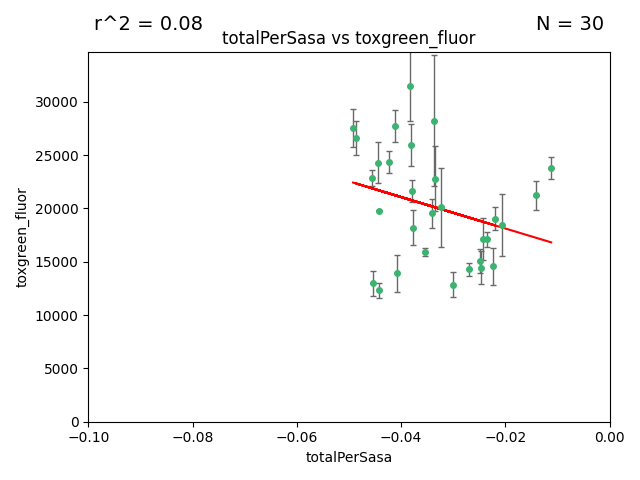 r^2 = 0.08
N = 30
totalPerSasa vs toxgreen_fluor
toxgreen_fluor
30000
25000
20000
15000
10000
5000
0
−0.10
−0.08
−0.06
−0.04
−0.02
0.00
totalPerSasa